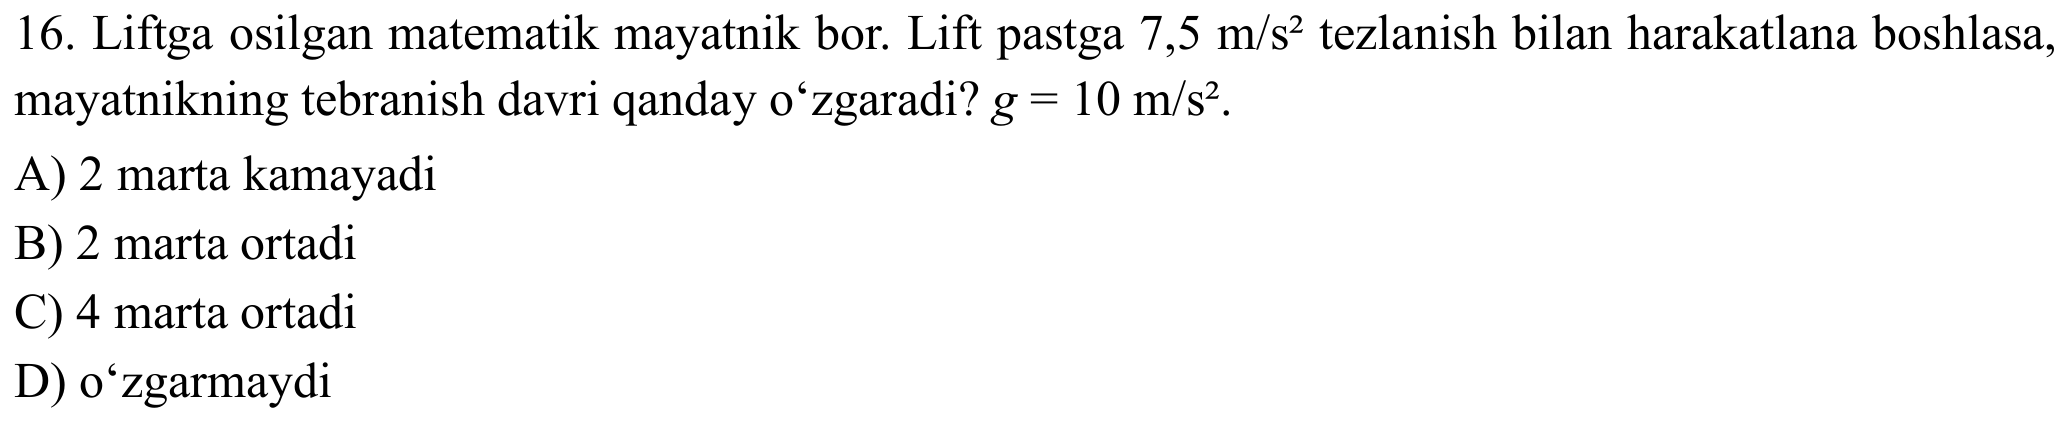 16. Liftga osilgan matematik mayatnik bor. Lift pastga 7,5 m/s² tezlanish bilan harakatlana boshlasa,
mayatnikning tebranish davri qanday o‘zgaradi? g = 10 m/s².
A) 2 marta kamayadi
B) 2 marta ortadi
C) 4 marta ortadi
D) o‘zgarmaydi